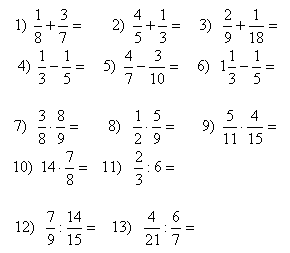 1) 1/8 + 3/7 = 2) 4/5 + 1/3 = 3) 2/9 + 1/18 =
4) 1/3 − 1/5 = 5) 4/7 − 3/10 = 6) 1 1/3 − 1/5 =
7) 3/8 · 8/9 = 8) 1/2 · 5/9 = 9) 5/11 · 4/15 =
10) 14 · 7/8 = 11) 2/3 : 6 =
12) 7/9 : 14/15 = 13) 4/21 : 6/7 =